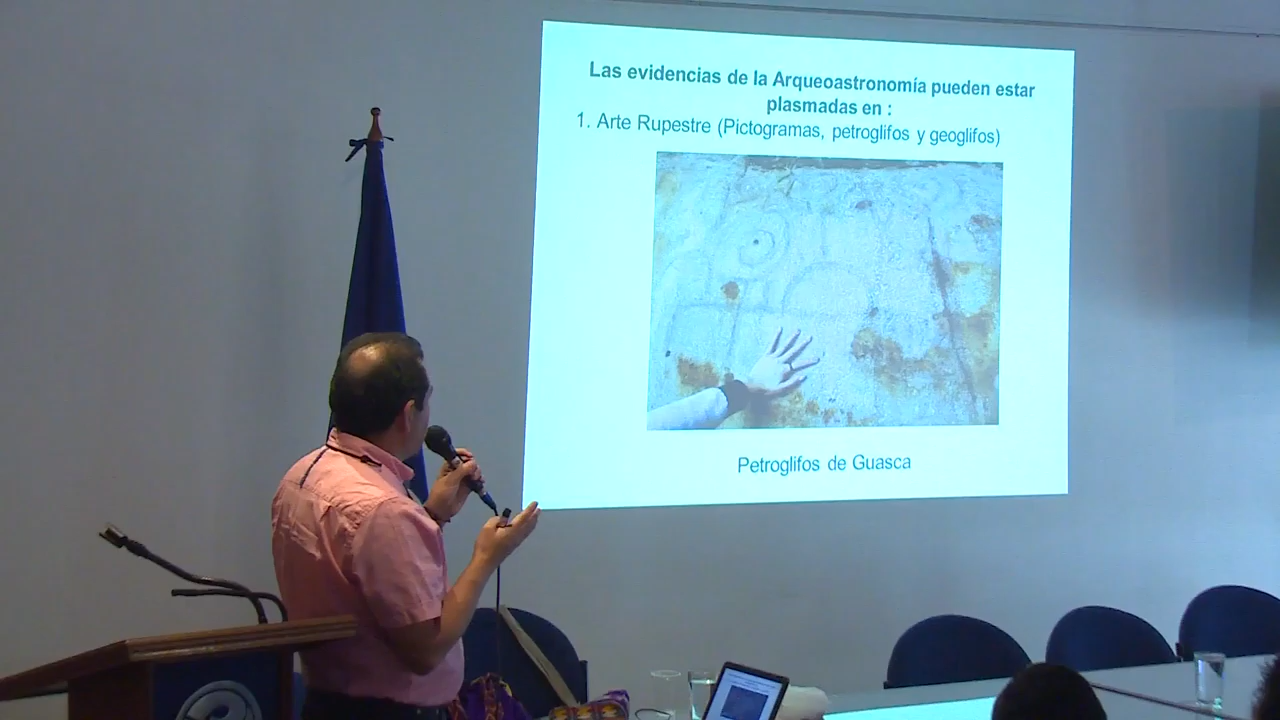 Las evidencias de la Arqueoastronomía pueden estar
plasmadas en :
1. Arte Rupestre (Pictogramas, petroglifos y geoglifos)
Petroglifos de Guasca